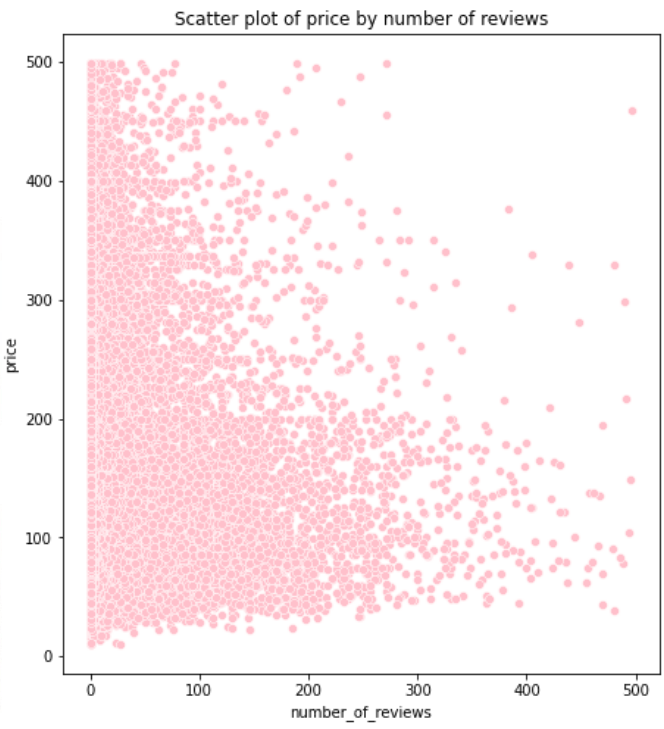 Scatter plot of price by number of reviews
500
400
300
200
100
0
price
0 100 200 300 400 500
number_of_reviews